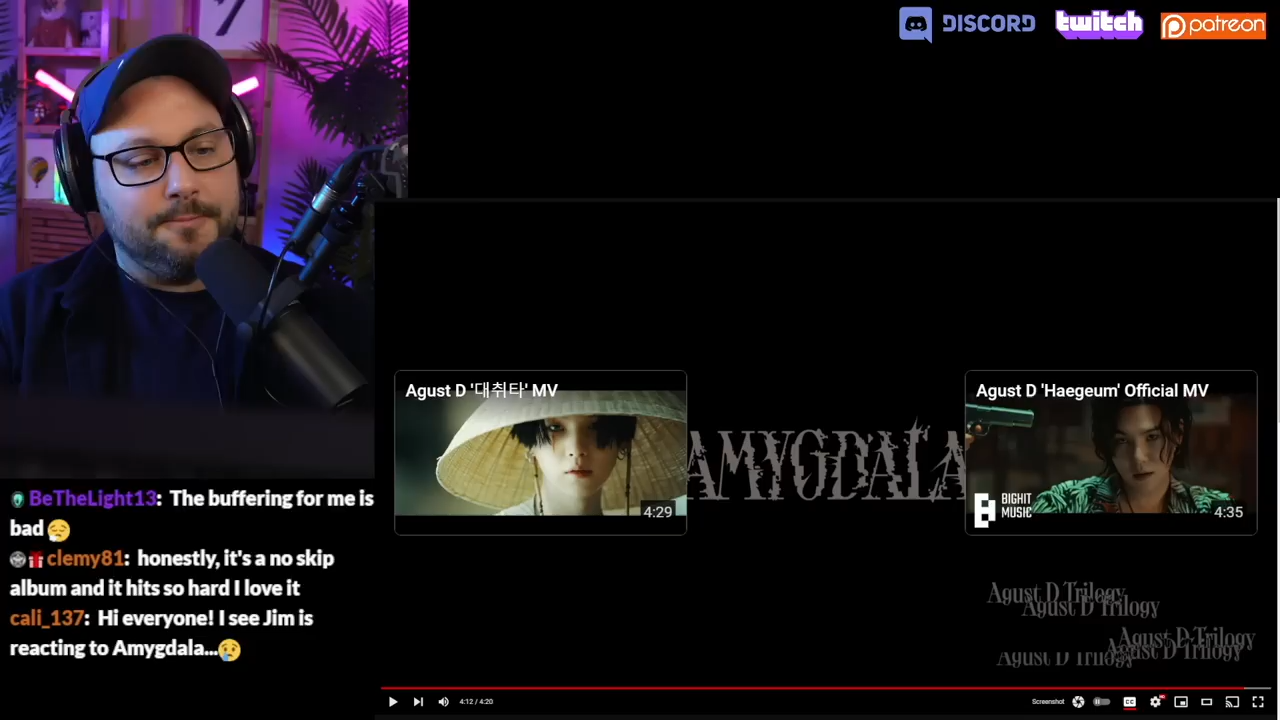 DISCORD
twitch
patreon
Agust D '대취타' MV
4:29
AMYGDALA
Agust D 'Haegeum' Official MV
BIGHIT
MUSIC
4:35
BeTheLight13: The buffering for me is
bad 😔
clemy81: honestly, it's a no skip
album and it hits so hard I love it
cali_137: Hi everyone! I see Jim is
reacting to Amygdala...😢
Agust D Trilogy
Agust D Trilogy
Agust D Trilogy
Agust D Trilogy
Agust D Trilogy
4:12 / 4:20
Screenshot
CC